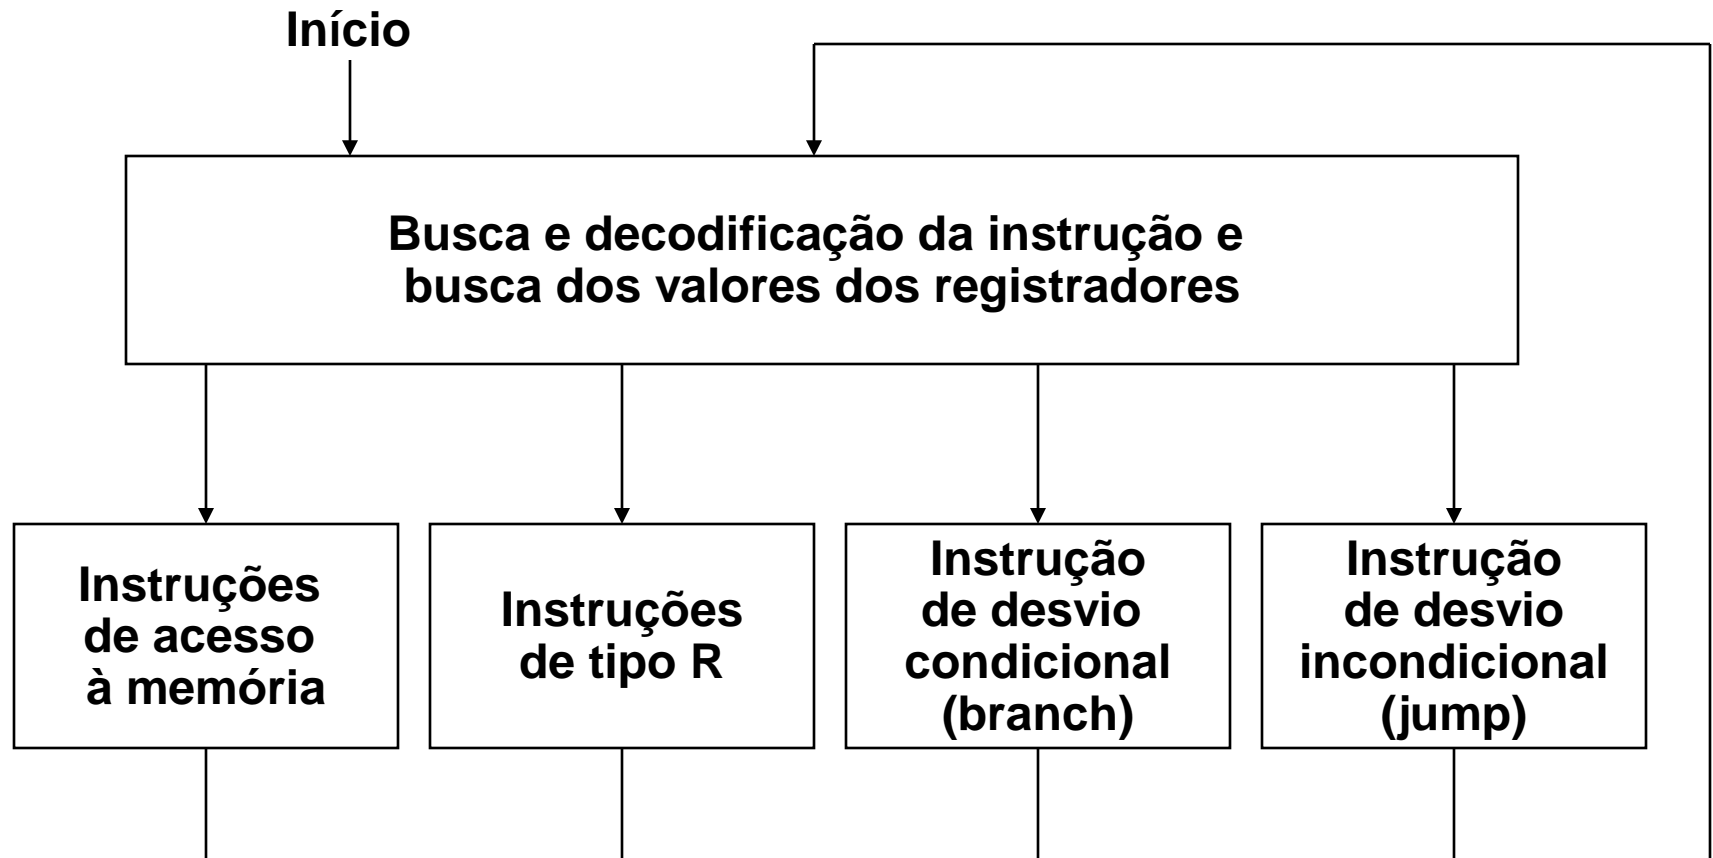 Início
Busca e decodificação da instrução e
busca dos valores dos registradores
Instruções
de acesso
à memória
Instruções
de tipo R
Instrução
de desvio
condicional
(branch)
Instrução
de desvio
incondicional
(jump)